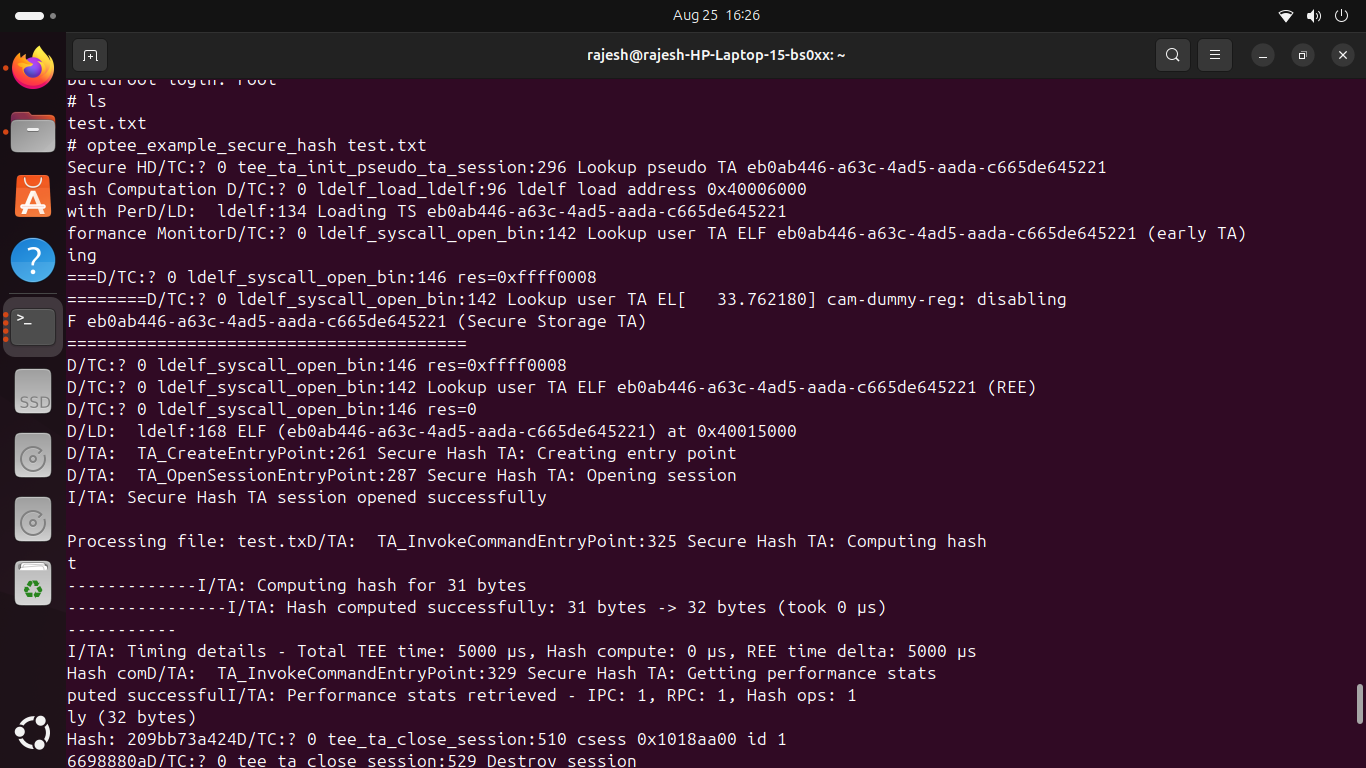 Aug 25 16:26
rajesh@rajesh-HP-Laptop-15-bs0xx: ~
buildroot login: root
# ls
test.txt
# optee_example_secure_hash test.txt
Secure HD/TC:? 0 tee_ta_init_pseudo_ta_session:296 Lookup pseudo TA eb0ab446-a63c-4ad5-aada-c665de645221
ash Computation D/TC:? 0 ldelf_load_ldelf:96 ldelf load address 0x40006000
with PerD/LD:  ldelf:134 Loading TS eb0ab446-a63c-4ad5-aada-c665de645221
formance MonitorD/TC:? 0 ldelf_syscall_open_bin:142 Lookup user TA ELF eb0ab446-a63c-4ad5-aada-c665de645221 (early TA)
ing
===D/TC:? 0 ldelf_syscall_open_bin:146 res=0xffff0008
========D/TC:? 0 ldelf_syscall_open_bin:142 Lookup user TA EL[   33.762180] cam-dummy-reg: disabling
F eb0ab446-a63c-4ad5-aada-c665de645221 (Secure Storage TA)
========================================
D/TC:? 0 ldelf_syscall_open_bin:146 res=0xffff0008
D/TC:? 0 ldelf_syscall_open_bin:142 Lookup user TA ELF eb0ab446-a63c-4ad5-aada-c665de645221 (REE)
D/TC:? 0 ldelf_syscall_open_bin:146 res=0
D/LD:  ldelf:168 ELF (eb0ab446-a63c-4ad5-aada-c665de645221) at 0x40015000
D/TA:  TA_CreateEntryPoint:261 Secure Hash TA: Creating entry point
D/TA:  TA_OpenSessionEntryPoint:287 Secure Hash TA: Opening session
I/TA: Secure Hash TA session opened successfully
Processing file: test.txD/TA:  TA_InvokeCommandEntryPoint:325 Secure Hash TA: Computing hash
t
-------------I/TA: Computing hash for 31 bytes
----------------I/TA: Hash computed successfully: 31 bytes -> 32 bytes (took 0 µs)
-----------
I/TA: Timing details - Total TEE time: 5000 µs, Hash compute: 0 µs, REE time delta: 5000 µs
Hash comD/TA:  TA_InvokeCommandEntryPoint:329 Secure Hash TA: Getting performance stats
puted successfulI/TA: Performance stats retrieved - IPC: 1, RPC: 1, Hash ops: 1
ly (32 bytes)
Hash: 209bb73a424D/TC:? 0 tee_ta_close_session:510 csess 0x1018aa00 id 1
6698880aD/TC:? 0 tee_ta_close_session:529 Destroy session
SSD